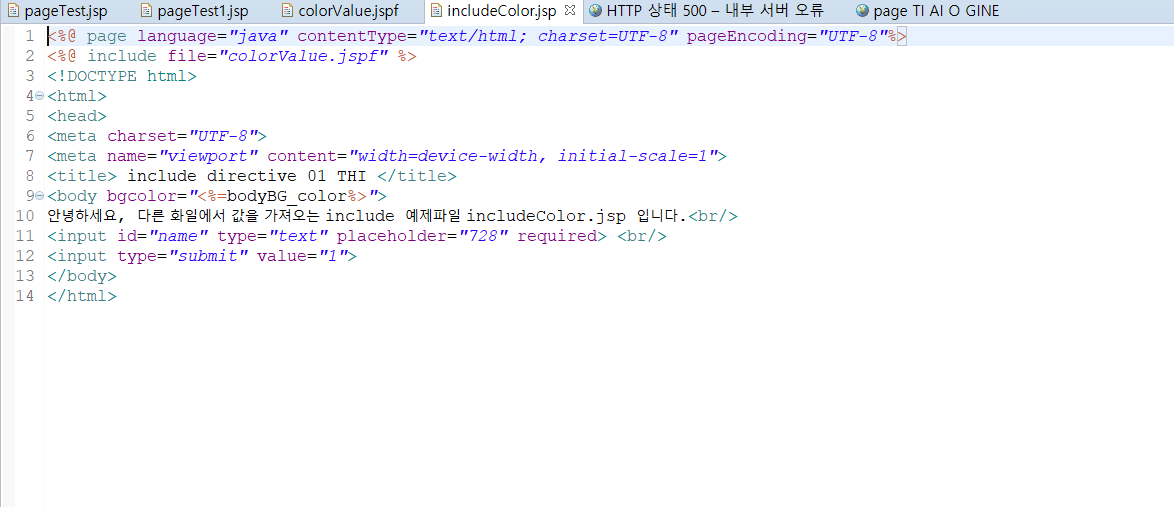 pageTest.jsp pageTest1.jsp colorValue.jspf includeColor.jsp HTTP 상태 500 – 내부 서버 오류 page TI AI O GINE
1 <%@ page language="java" contentType="text/html; charset=UTF-8" pageEncoding="UTF-8"%>
2 <%@ include file="colorValue.jspf" %>
3 <!DOCTYPE html>
4 <html>
5 <head>
6 <meta charset="UTF-8">
7 <meta name="viewport" content="width=device-width, initial-scale=1">
8 <title> include directive 01 THI </title>
9 <body bgcolor="<%=bodyBG_color%>">
10 안녕하세요, 다른 화일에서 값을 가져오는 include 예제파일 includeColor.jsp 입니다.<br/>
11 <input id="name" type="text" placeholder="728" required> <br/>
12 <input type="submit" value="1">
13 </body>
14 </html>